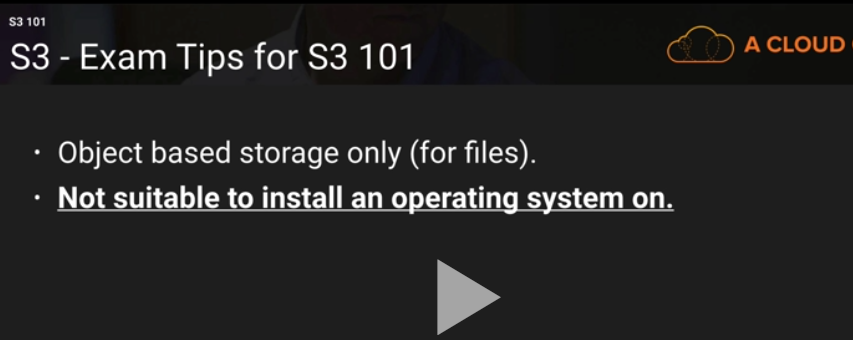 S3 101
S3 - Exam Tips for S3 101
A CLOUD
· Object based storage only (for files).
· Not suitable to install an operating system on.